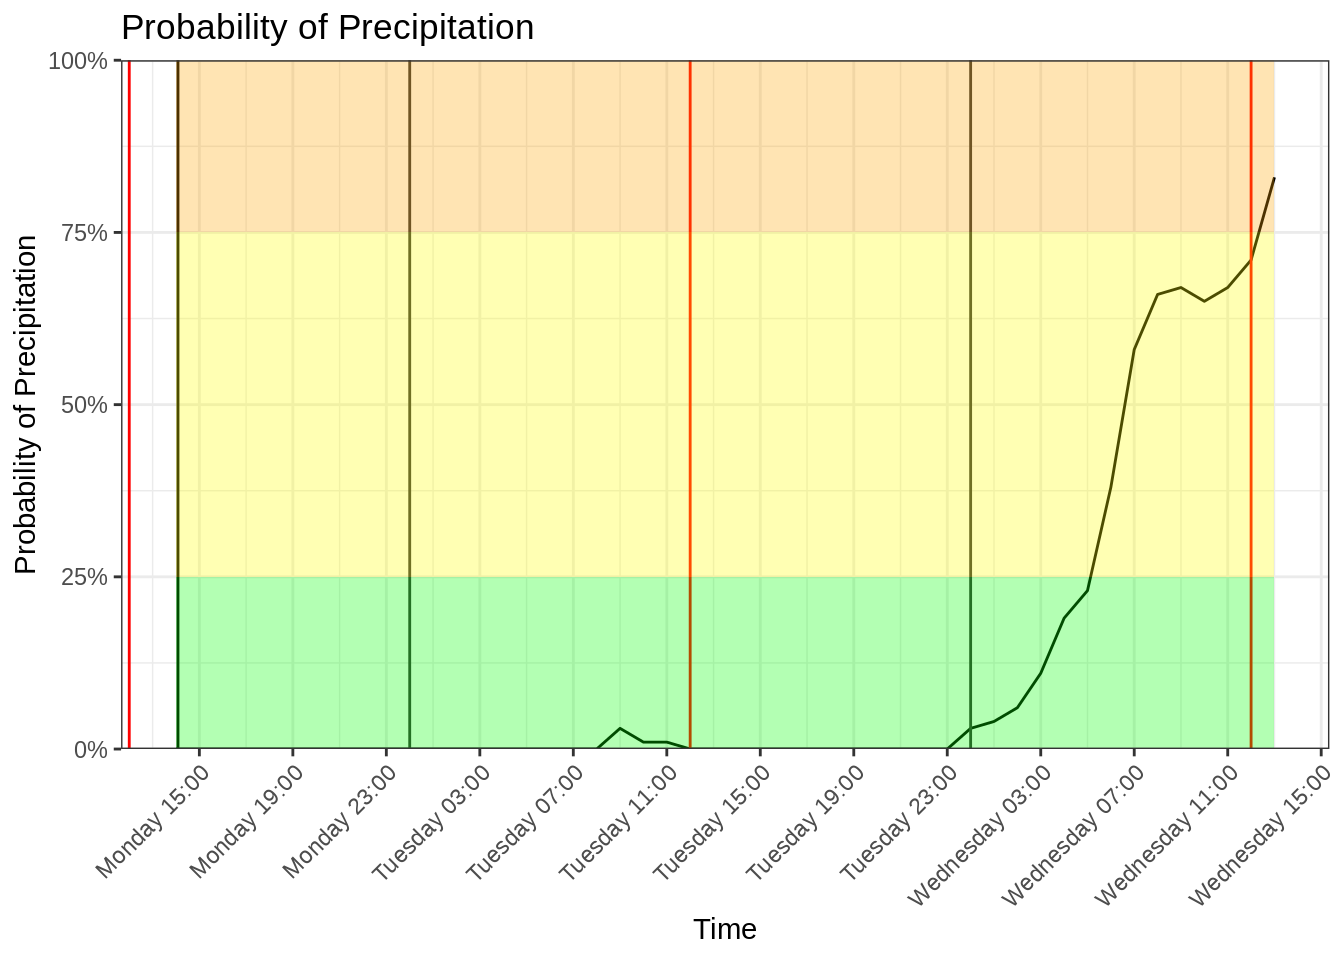 Probability of Precipitation
Probability of Precipitation
100%
75%
50%
25%
0%
Monday 15:00
Monday 19:00
Monday 23:00
Tuesday 03:00
Tuesday 07:00
Tuesday 11:00
Tuesday 15:00
Tuesday 19:00
Tuesday 23:00
Wednesday 03:00
Wednesday 07:00
Wednesday 11:00
Wednesday 15:00
Time